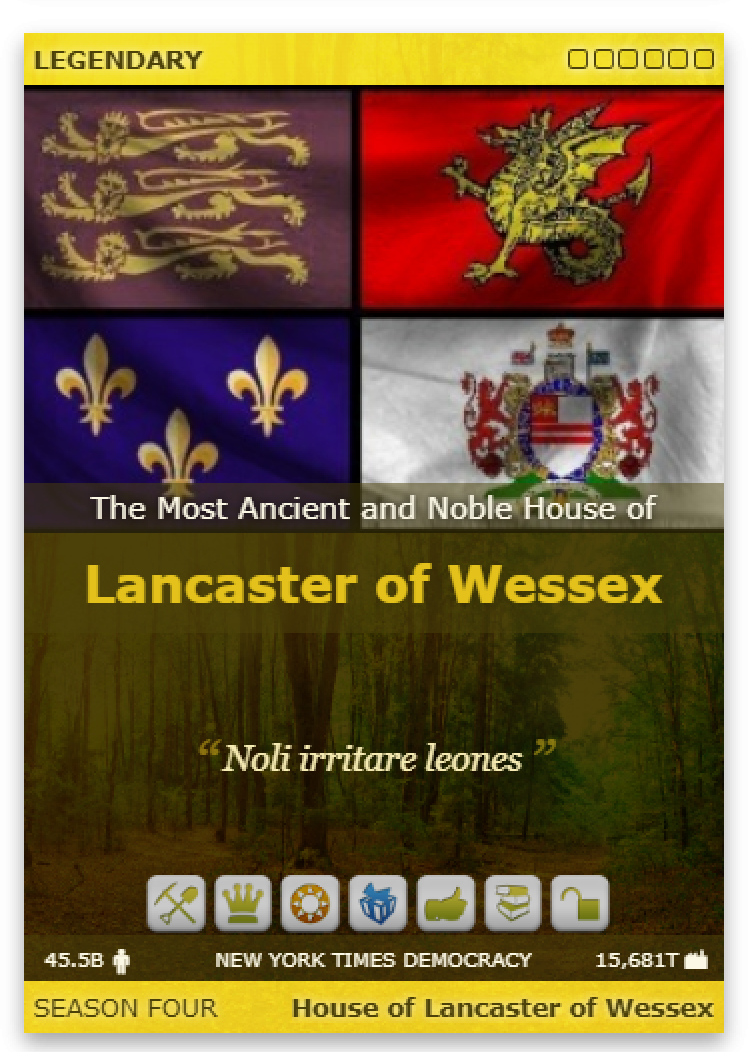 LEGENDARY
The Most Ancient and Noble House of
Lancaster of Wessex
“Noli irritare leones”
45.5B NEW YORK TIMES DEMOCRACY 15,681T
SEASON FOUR House of Lancaster of Wessex